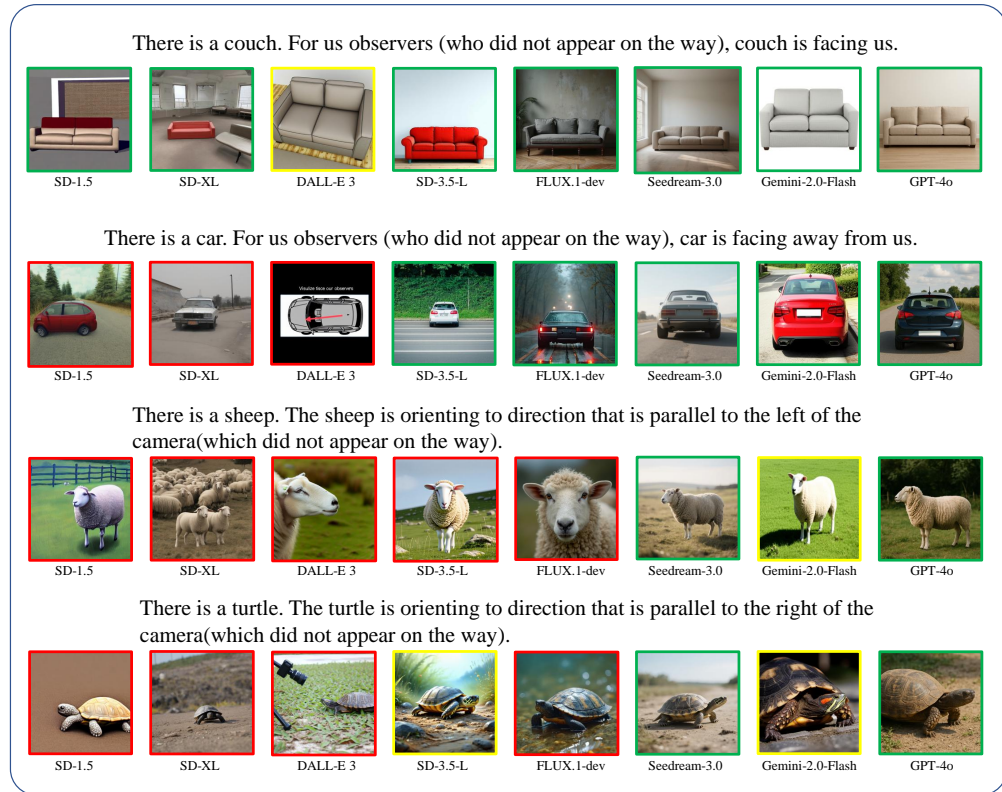 There is a couch. For us observers (who did not appear on the way), couch is facing us.
SD-1.5 SD-XL DALL-E 3 SD-3.5-L FLUX.1-dev Seedream-3.0 Gemini-2.0-Flash GPT-4o
There is a car. For us observers (who did not appear on the way), car is facing away from us.
Visulze itace our observers
SD-1.5 SD-XL DALL-E 3 SD-3.5-L FLUX.1-dev Seedream-3.0 Gemini-2.0-Flash GPT-4o
There is a sheep. The sheep is orienting to direction that is parallel to the left of the
camera(which did not appear on the way).
SD-1.5 SD-XL DALL-E 3 SD-3.5-L FLUX.1-dev Seedream-3.0 Gemini-2.0-Flash GPT-4o
There is a turtle. The turtle is orienting to direction that is parallel to the right of the
camera(which did not appear on the way).
SD-1.5 SD-XL DALL-E 3 SD-3.5-L FLUX.1-dev Seedream-3.0 Gemini-2.0-Flash GPT-4o